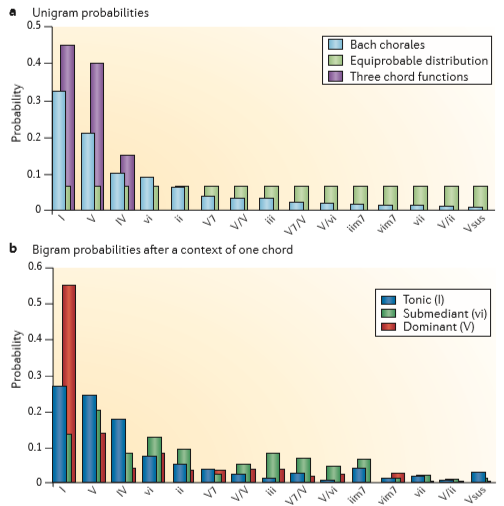 a Unigram probabilities
0.5
0.4
0.3
0.2
0.1
0
Probability
Bach chorales
Equiprobable distribution
Three chord functions
I V IV vi ii V7 V/V iii V7/V V/vi iim7 vim7 vii V/ii Vsus
b Bigram probabilities after a context of one chord
0.6
0.5
0.4
0.3
0.2
0.1
0
Probability
Tonic (I)
Submediant (vi)
Dominant (V)
I V IV vi ii V7 V/V iii V7/V V/vi iim7 vim7 vii V/ii Vsus